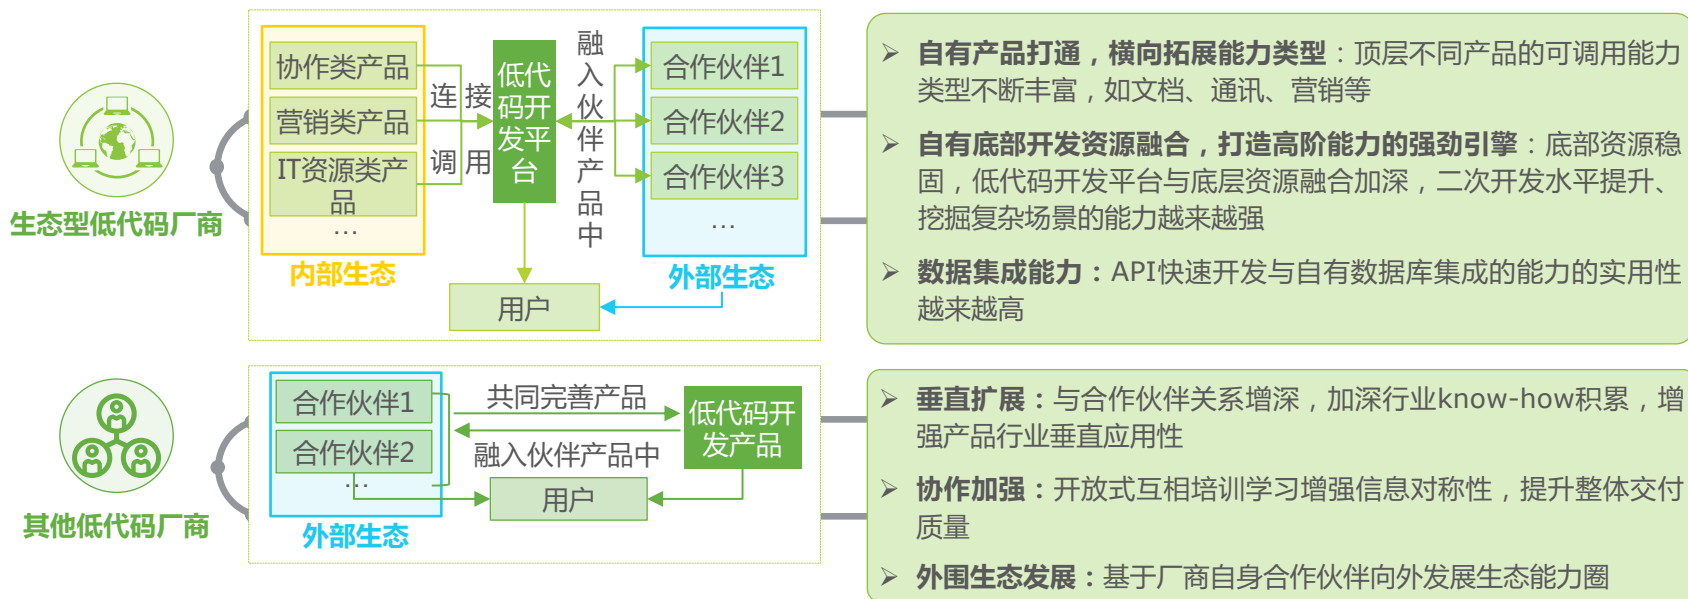 生态型低代码厂商
协作类产品
营销类产品
IT资源类产
品
…
内部生态
连接
调用
低代
码开
发平
台
融入伙伴产品中
合作伙伴1
合作伙伴2
合作伙伴3
…
外部生态
用户
➢ 自有产品打通，横向拓展能力类型：顶层不同产品的可调用能力
类型不断丰富，如文档、通讯、营销等
➢ 自有底部开发资源融合，打造高阶能力的强劲引擎：底部资源稳
固，低代码开发平台与底层资源融合加深，二次开发水平提升、
挖掘复杂场景的能力越来越强
➢ 数据集成能力：API快速开发与自有数据库集成的能力的实用性
越来越高
其他低代码厂商
合作伙伴1
合作伙伴2
…
外部生态
共同完善产品
融入伙伴产品中
低代码开
发产品
用户
➢ 垂直扩展：与合作伙伴关系增深，加深行业know-how积累，增
强产品行业垂直应用性
➢ 协作加强：开放式互相培训学习增强信息对称性，提升整体交付
质量
➢ 外围生态发展：基于厂商自身合作伙伴向外发展生态能力圈